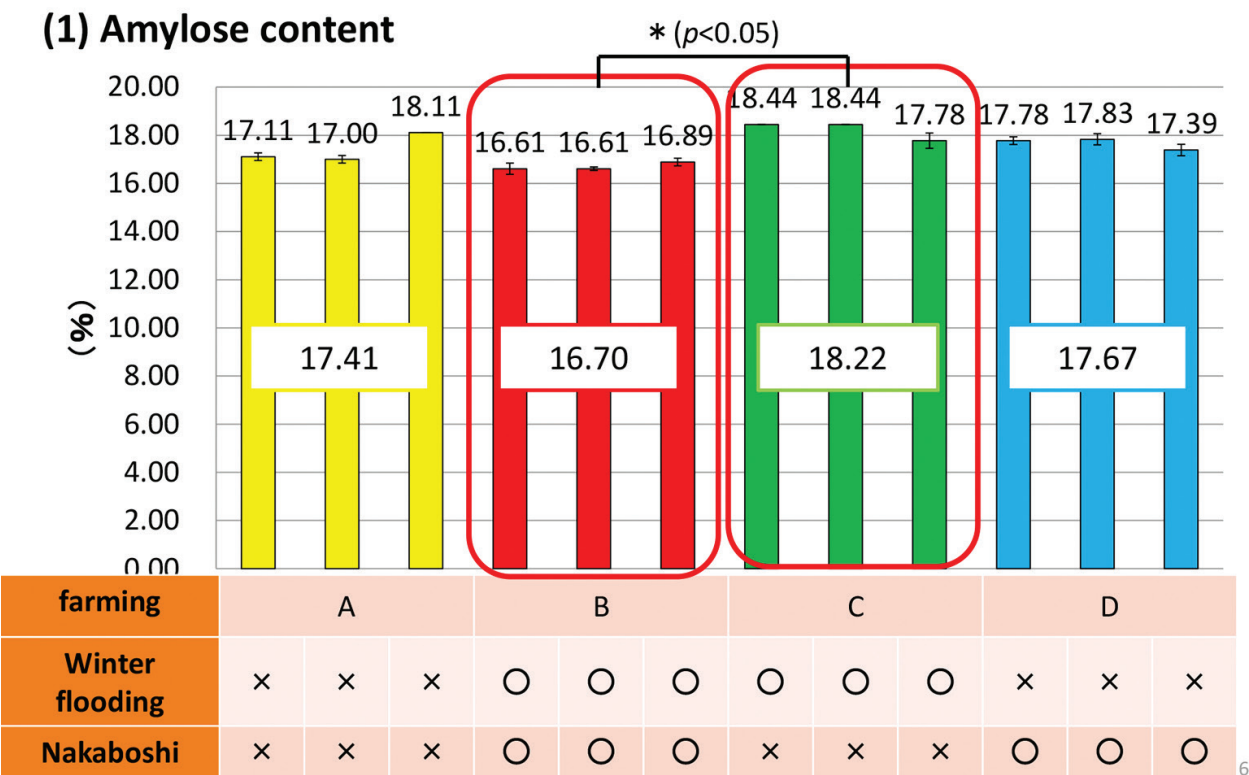 (1) Amylose content
* (p<0.05)
20.00
18.00
16.00
14.00
12.00
10.00
8.00
6.00
4.00
2.00
0.00
(%)
17.11 17.00 18.11 16.61 16.61 16.89 18.44 18.44 17.78 17.78 17.83 17.39
17.41 16.70 18.22 17.67
farming A B C D
Winter
flooding × × × ○ ○ ○ ○ ○ ○ × × ×
Nakaboshi × × × ○ ○ ○ × × × ○ ○ ○
6